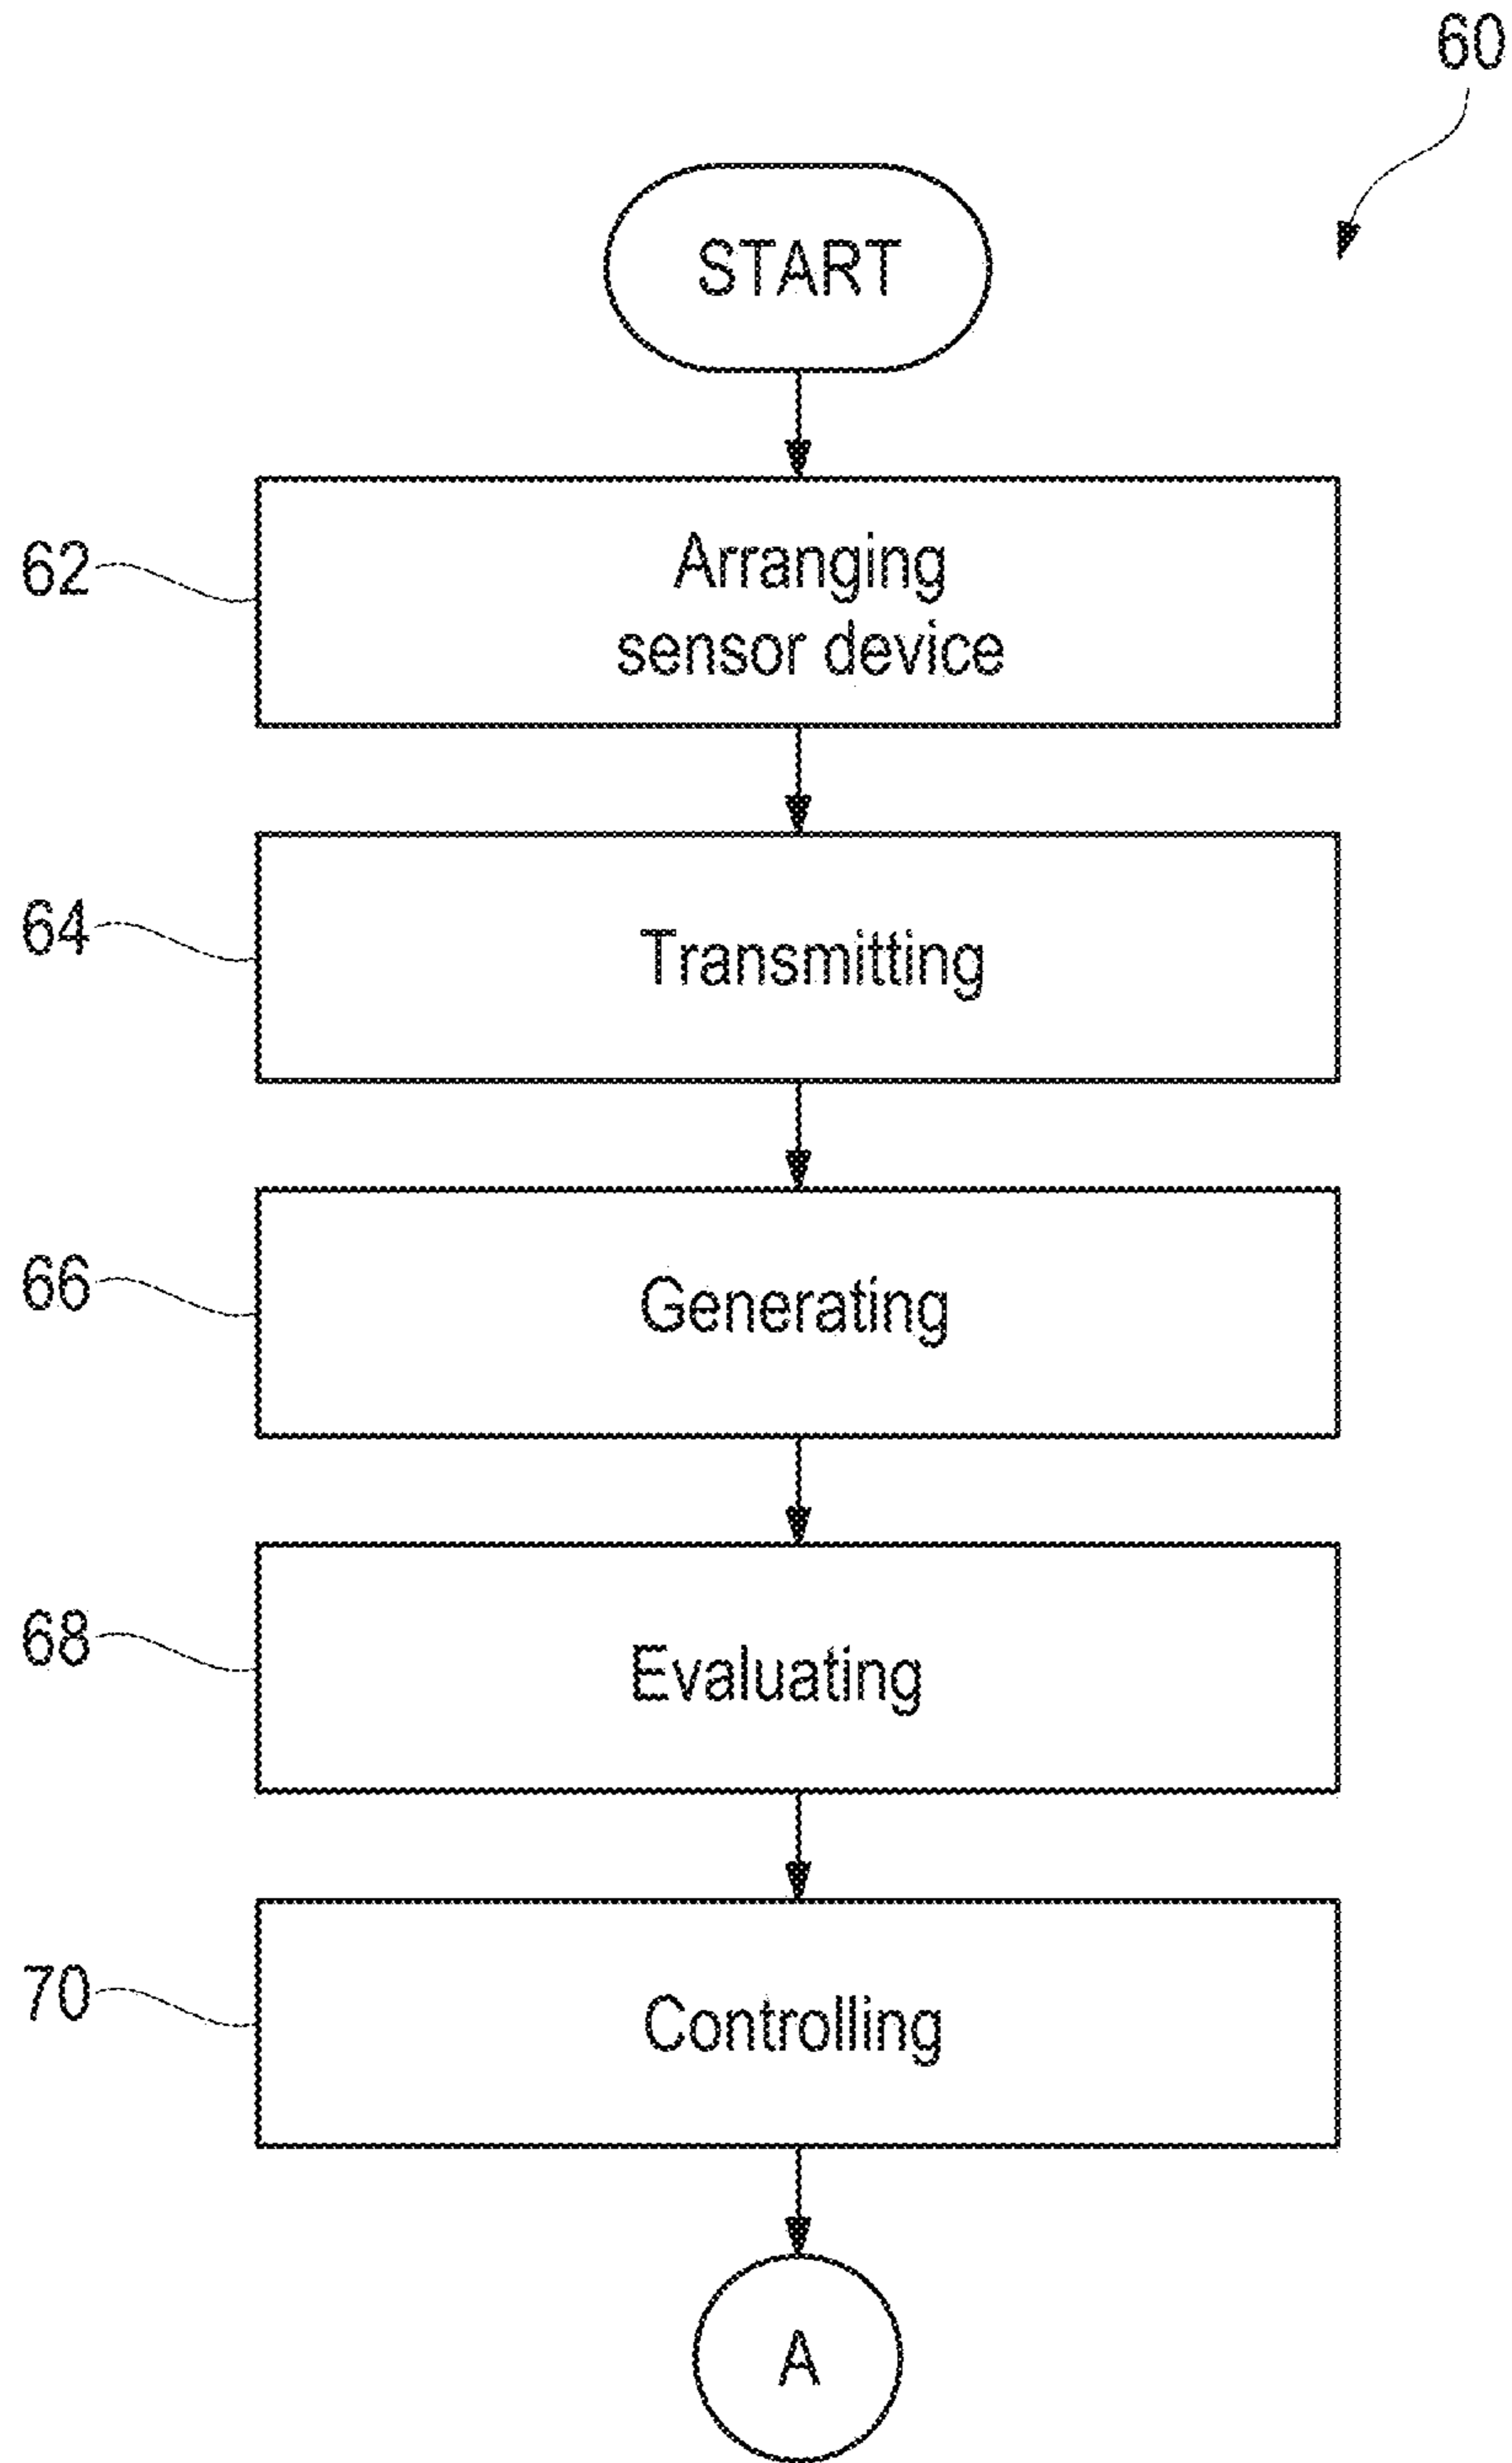 60
START
62
Arranging
sensor device
64
Transmitting
66
Generating
68
Evaluating
70
Controlling
A